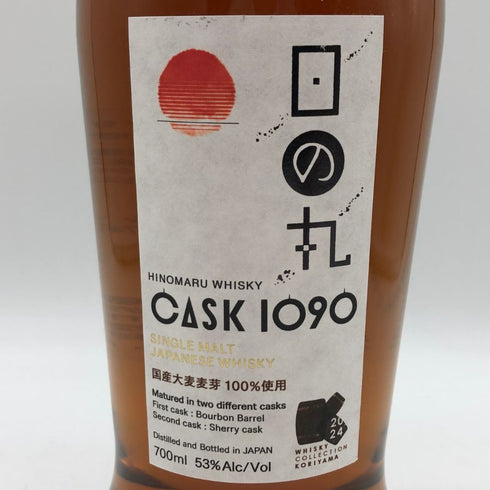 日の丸
HINOMARU WHISKY
CASK 1090
SINGLE MALT
JAPANESE WHISKY
国産大麦麦芽 100%使用
Matured in two different casks
First cask : Bourbon Barrel
Second cask : Sherry cask
Distilled and Bottled in JAPAN
700ml 53%Alc/Vol
20
24
WHISKY
COLLECTION
KORIYAMA